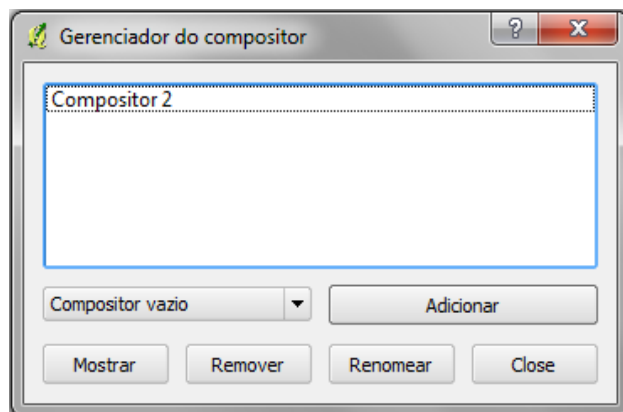 Gerenciador do compositor
Compositor 2
Compositor vazio Adicionar
Mostrar Remover Renomear Close